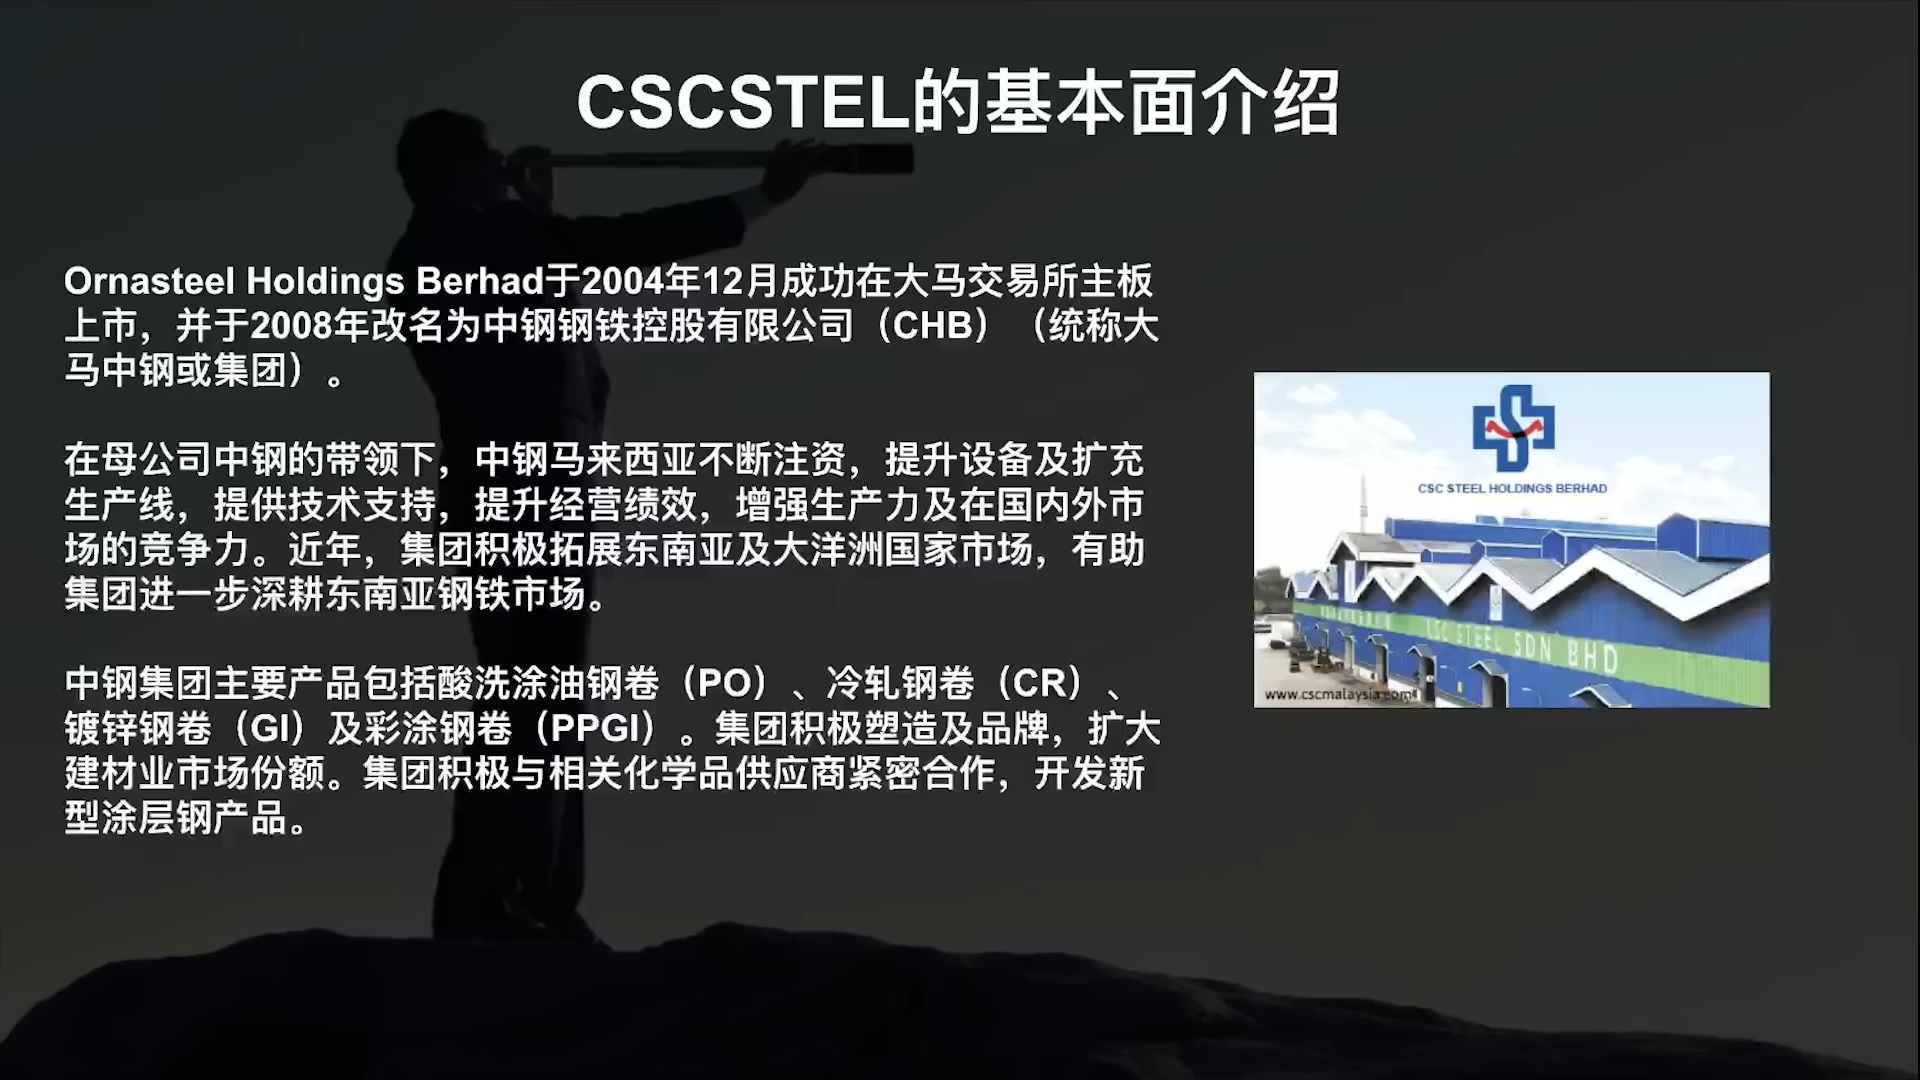 CSCSTEL的基本面介绍
Ornasteel Holdings Berhad于2004年12月成功在大马交易所主板
上市，并于2008年改名为中钢钢铁控股有限公司（CHB）（统称大
马中钢或集团）。
在母公司中钢的带领下，中钢马来西亚不断注资，提升设备及扩充
生产线，提供技术支持，提升经营绩效，增强生产力及在国内外市
场的竞争力。近年，集团积极拓展东南亚及大洋洲国家市场，有助
集团进一步深耕东南亚钢铁市场。
中钢集团主要产品包括酸洗涂油钢卷（PO）、冷轧钢卷（CR）、
镀锌钢卷（GI）及彩涂钢卷（PPGI）。集团积极塑造及品牌，扩大
建材业市场份额。集团积极与相关化学品供应商紧密合作，开发新
型涂层钢产品。
CSC STEEL HOLDINGS BERHAD
CSC STEEL SDN BHD
www.cscmalaysia.com